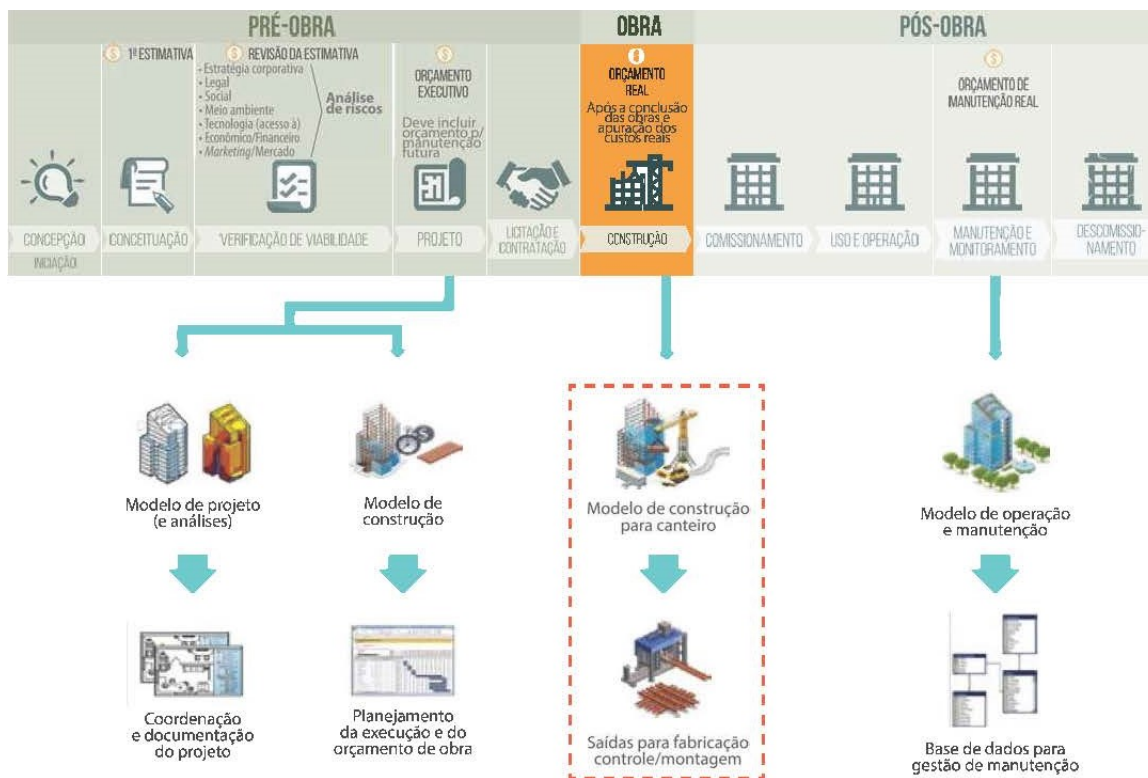 PRÉ-OBRA
OBRA
PÓS-OBRA
1ª ESTIMATIVA
REVISÃO DA ESTIMATIVA
• Estratégia corporativa
• Legal
• Social
• Meio ambiente
• Tecnologia (acesso à)
• Econômico/Financeiro
• Marketing/Mercado
Análise
de riscos
ORÇAMENTO
EXECUTIVO
Deve incluir
orçamento p/
manutenção
futura
ORÇAMENTO
REAL
Após a conclusão
das obras e
apuração dos
custos reais
ORÇAMENTO DE
MANUTENÇÃO REAL
CONCEPÇÃO
INICIAÇÃO
CONCEITUAÇÃO
VERIFICAÇÃO DE VIABILIDADE
PROJETO
LICITAÇÃO E
CONTRATAÇÃO
CONSTRUÇÃO
COMISSIONAMENTO
USO E OPERAÇÃO
MANUTENÇÃO E
MONITORAMENTO
DESCOMISSIO-
NAMENTO
Modelo de projeto
(e análises)
Modelo de
construção
Modelo de construção
para canteiro
Modelo de operação
e manutenção
Coordenação
e documentação
do projeto
Planejamento
da execução e do
orçamento de obra
Saídas para fabricação
controle/montagem
Base de dados para
gestão de manutenção